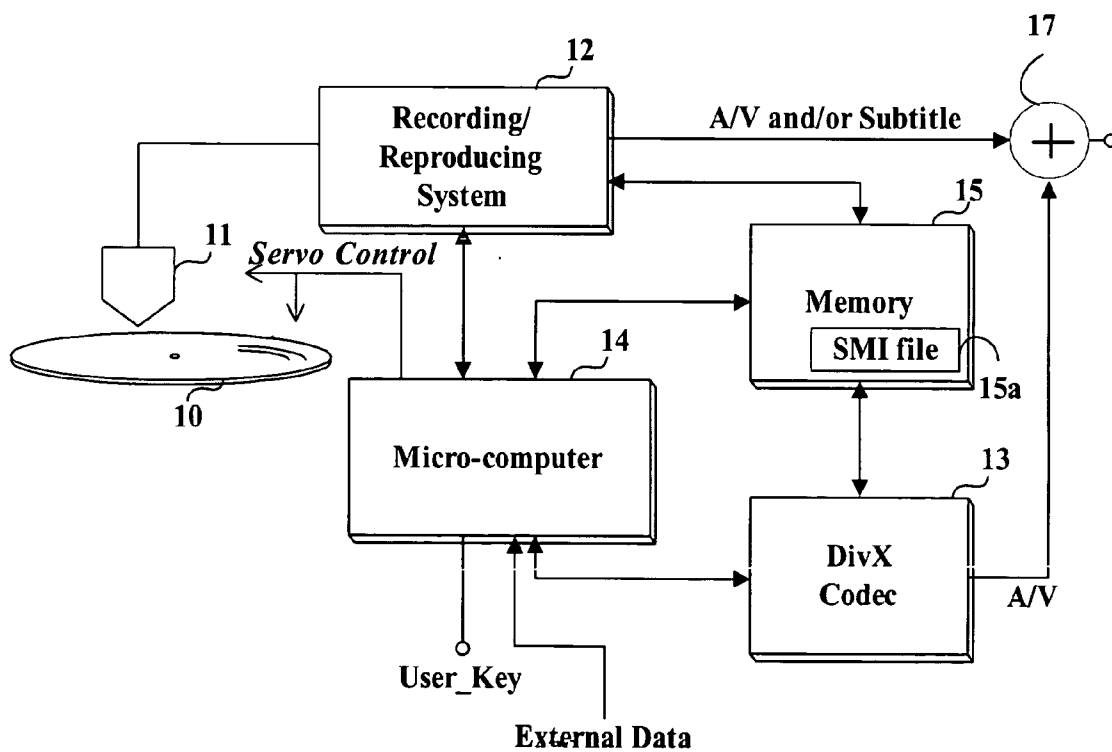 17
12
Recording/
Reproducing
System
A/V and/or Subtitle
11
Servo Control
15
Memory
SMI file
15a
10
14
Micro-computer
13
DivX
Codec
A/V
User_Key
External Data